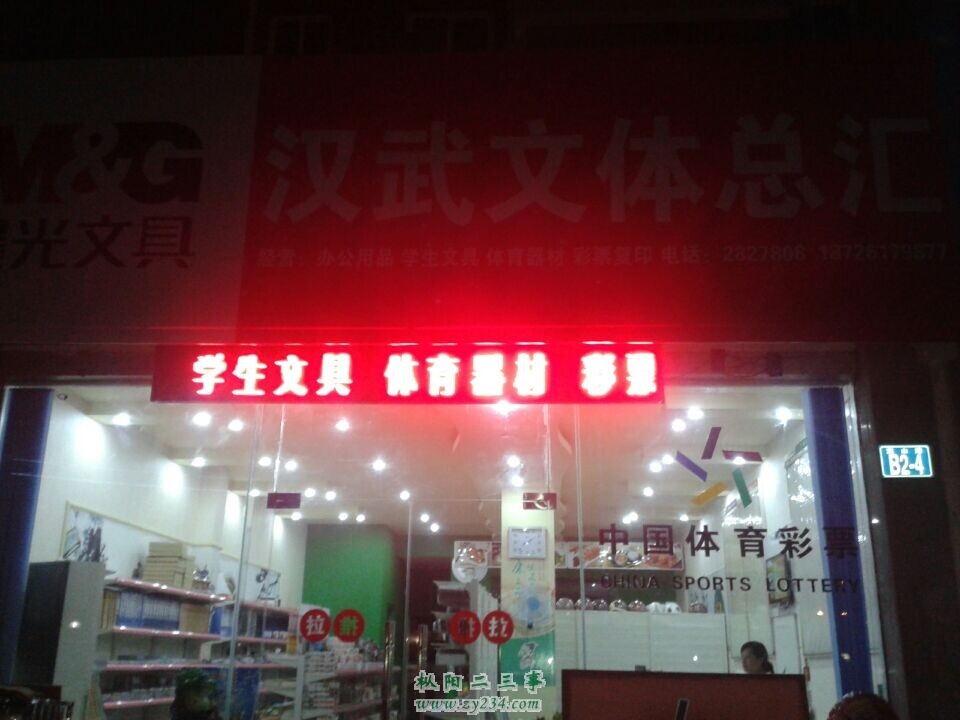 M&G
晨光文具
汉武文体总汇
经营：办公用品 学生文具 体育器材 彩票复印 电话：2827806 18726179877
学生文具 体育器材 彩票
B2-4
中国体育彩票
CHINA SPORTS LOTTERY
拉 推
推 拉
枞阳二三事
www.zy234.com